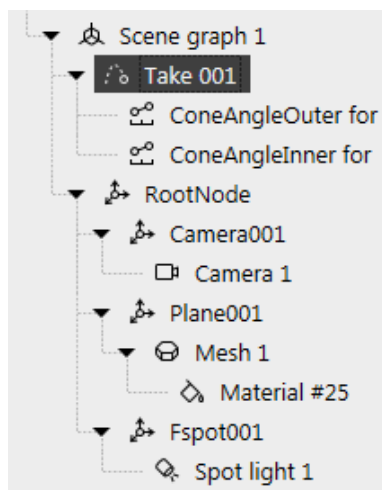 Scene graph 1
Take 001
ConeAngleOuter for
ConeAngleInner for
RootNode
Camera001
Camera 1
Plane001
Mesh 1
Material #25
Fspot001
Spot light 1